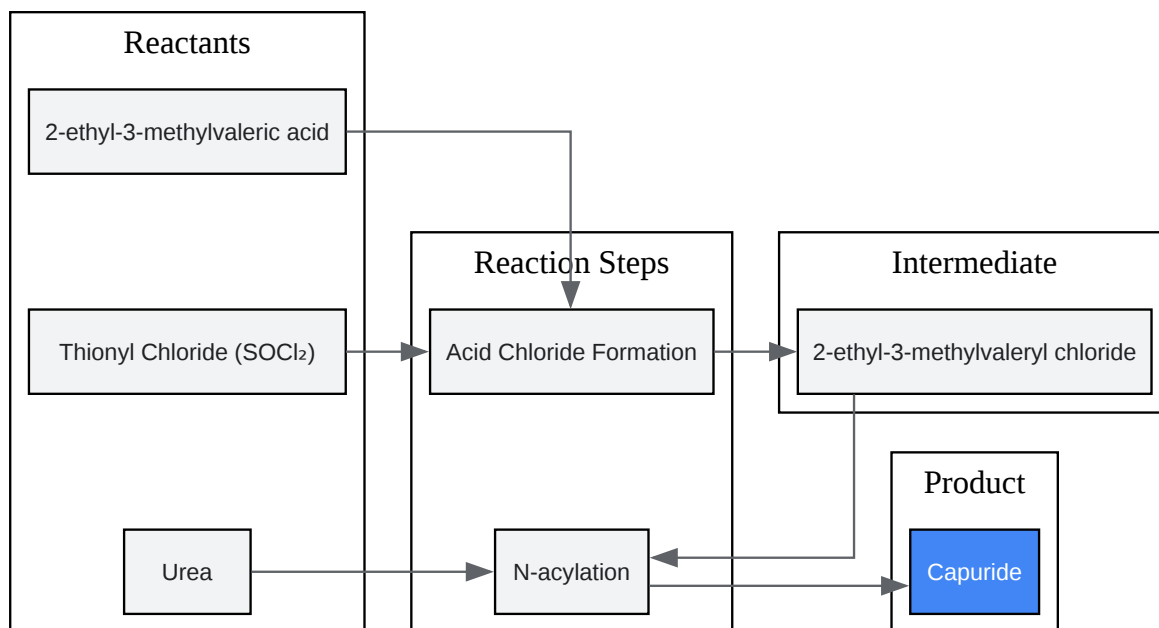 Reactants
2-ethyl-3-methylvaleric acid
Reaction Steps
Intermediate
Thionyl Chloride (SOCl₂)
Acid Chloride Formation
2-ethyl-3-methylvaleryl chloride
Product
Urea
N-acylation
Capuride